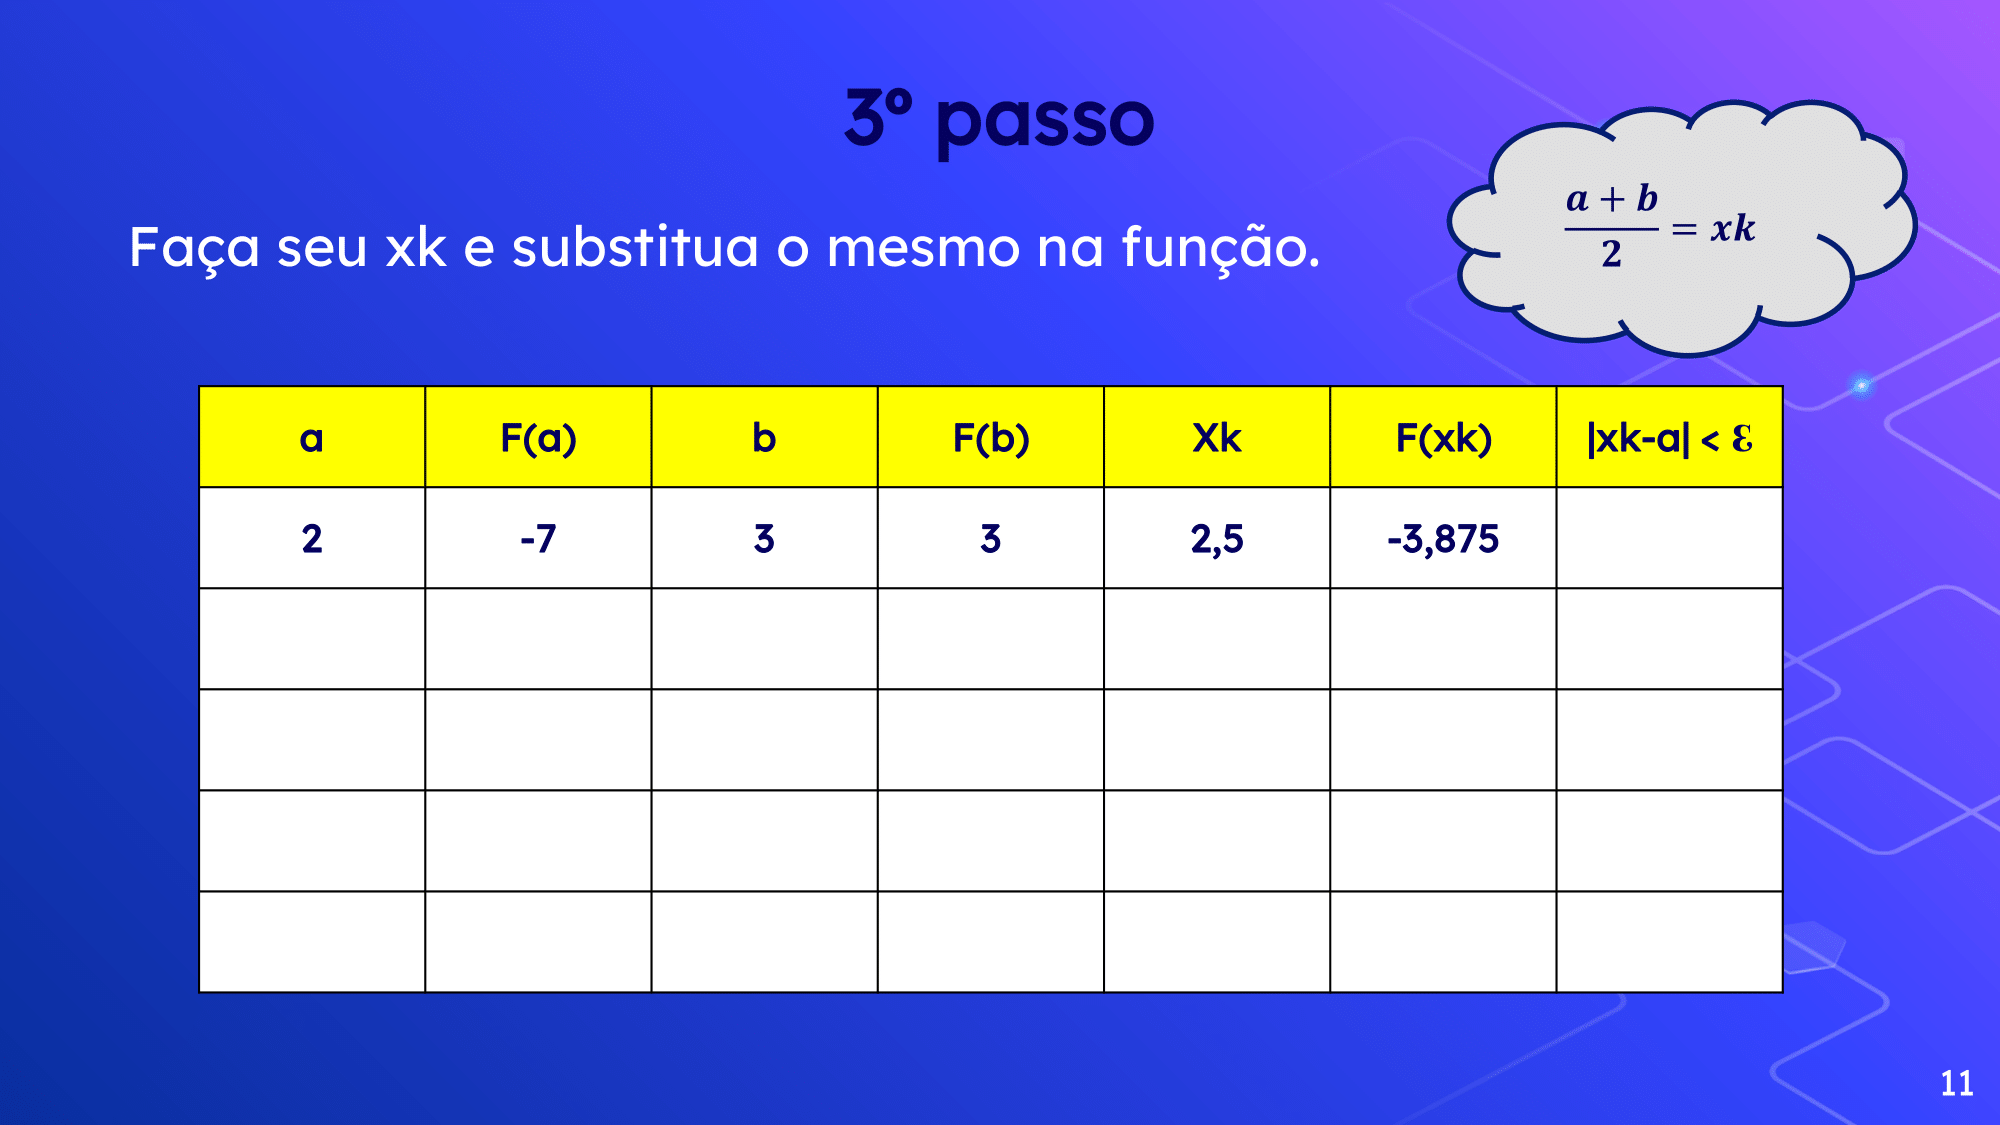 3º passo
Faça seu xk e substitua o mesmo na função.
a + b
2
= xk
a F(a) b F(b) Xk F(xk) |xk-a| < Ɛ
2 -7 3 3 2,5 -3,875
11